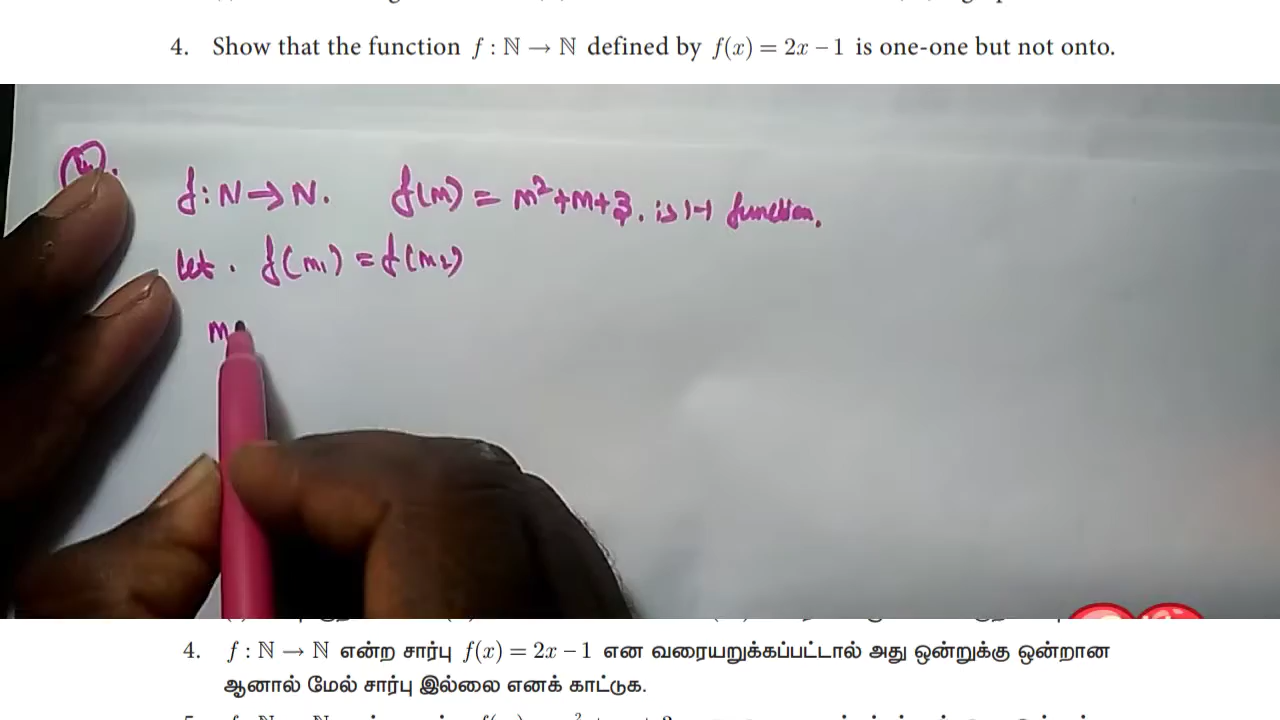 4. Show that the function f : ℕ → ℕ defined by f(x) = 2x − 1 is one-one but not onto.
4.
f: N → N. f(m) = m²+m+3. is 1-1 function.
let. f(m₁) = f(m₂)
m
4. f : ℕ → ℕ என்ற சார்பு f(x) = 2x − 1 என வரையறுக்கப்பட்டால் அது ஒன்றுக்கு ஒன்றான
ஆனால் மேல் சார்பு இல்லை எனக் காட்டுக.